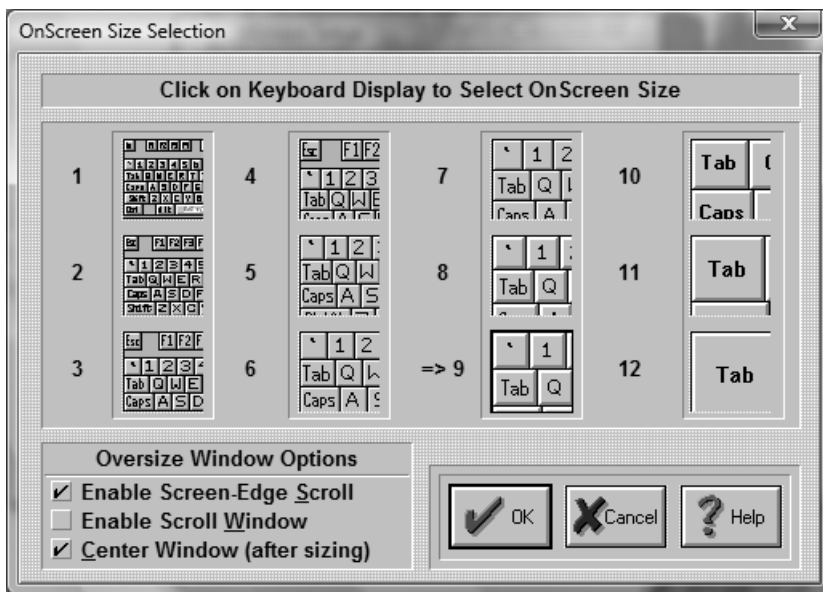 OnScreen Size Selection
Click on Keyboard Display to Select OnScreen Size
1
4
Esc F1 F2
` 1 2 3
Tab Q W E
7
` 1 2
Tab Q
Caps A
10
Tab
Caps
2
Esc F1 F2 F3 F
` 1 2 3 4 5
Tab Q W E R
Caps A S D F
Shift Z X C
5
` 1 2
Tab Q W
Caps A S
8
` 1
Tab Q
11
Tab
3
Esc F1 F2 F
` 1 2 3
Tab Q W E
Caps A S D
6
` 1 2
Tab Q
Caps A
=> 9
` 1
Tab Q
12
Tab
Oversize Window Options
Enable Screen-Edge Scroll
Enable Scroll Window
Center Window (after sizing)
OK
Cancel
Help